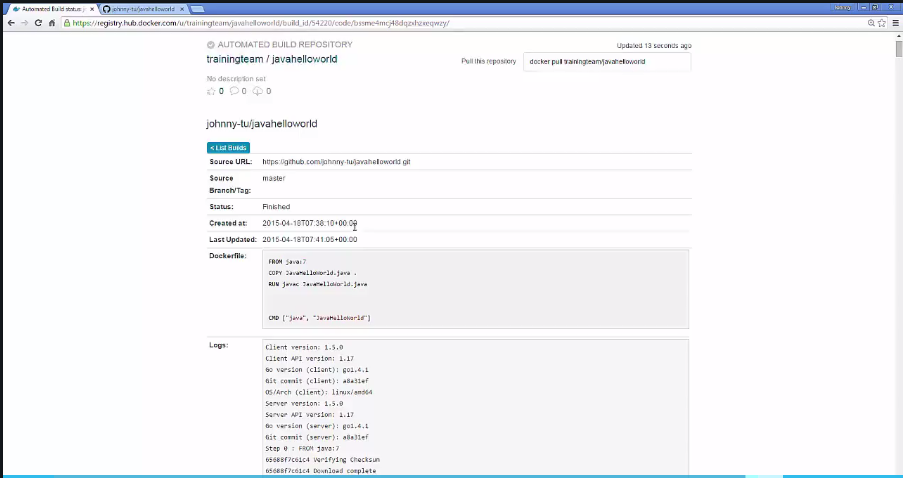 Automated Build status
johnny-tu/javahelloworld
https://registry.hub.docker.com/u/trainingteam/javahelloworld/build_id/54220/code/bssme4mcj48dqzxhzxeqwzy/
AUTOMATED BUILD REPOSITORY
Updated 13 seconds ago
trainingteam / javahelloworld
Pull this repository
docker pull trainingteam/javahelloworld
No description set
0 0 0
johnny-tu/javahelloworld
< List Builds
Source URL: https://github.com/johnny-tu/javahelloworld.git
Source master
Branch/Tag:
Status: Finished
Created at: 2015-04-18T07:38:10+00:00
Last Updated: 2015-04-18T07:41:05+00:00
Dockerfile:
FROM java:7
COPY JavaHelloWorld.java .
RUN javac JavaHelloWorld.java
CMD ["java", "JavaHelloWorld"]
Logs:
Client version: 1.5.0
Client API version: 1.17
Go version (client): go1.4.1
Git commit (client): a8a31ef
OS/Arch (client): linux/amd64
Server version: 1.5.0
Server API version: 1.17
Go version (server): go1.4.1
Git commit (server): a8a31ef
Step 0 : FROM java:7
65688f7c61c4 Verifying Checksum
65688f7c61c4 Download complete